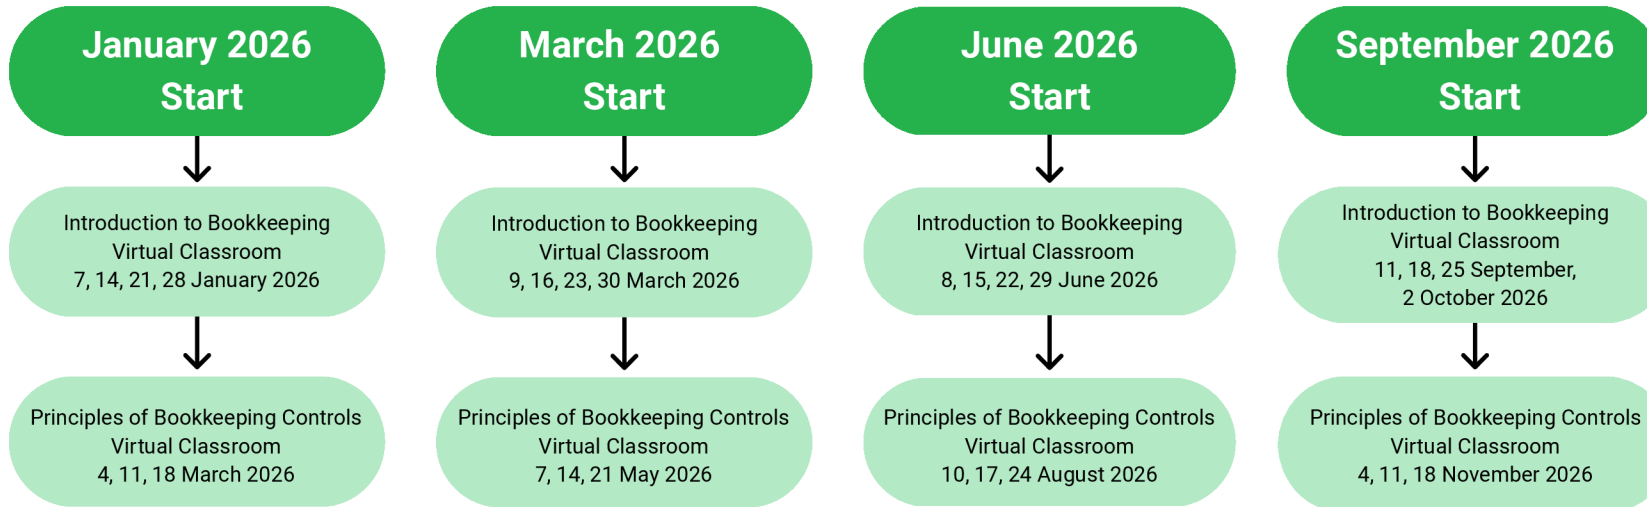 January 2026
Start
Introduction to Bookkeeping
Virtual Classroom
7, 14, 21, 28 January 2026
Principles of Bookkeeping Controls
Virtual Classroom
4, 11, 18 March 2026
March 2026
Start
Introduction to Bookkeeping
Virtual Classroom
9, 16, 23, 30 March 2026
Principles of Bookkeeping Controls
Virtual Classroom
7, 14, 21 May 2026
June 2026
Start
Introduction to Bookkeeping
Virtual Classroom
8, 15, 22, 29 June 2026
Principles of Bookkeeping Controls
Virtual Classroom
10, 17, 24 August 2026
September 2026
Start
Introduction to Bookkeeping
Virtual Classroom
11, 18, 25 September,
2 October 2026
Principles of Bookkeeping Controls
Virtual Classroom
4, 11, 18 November 2026